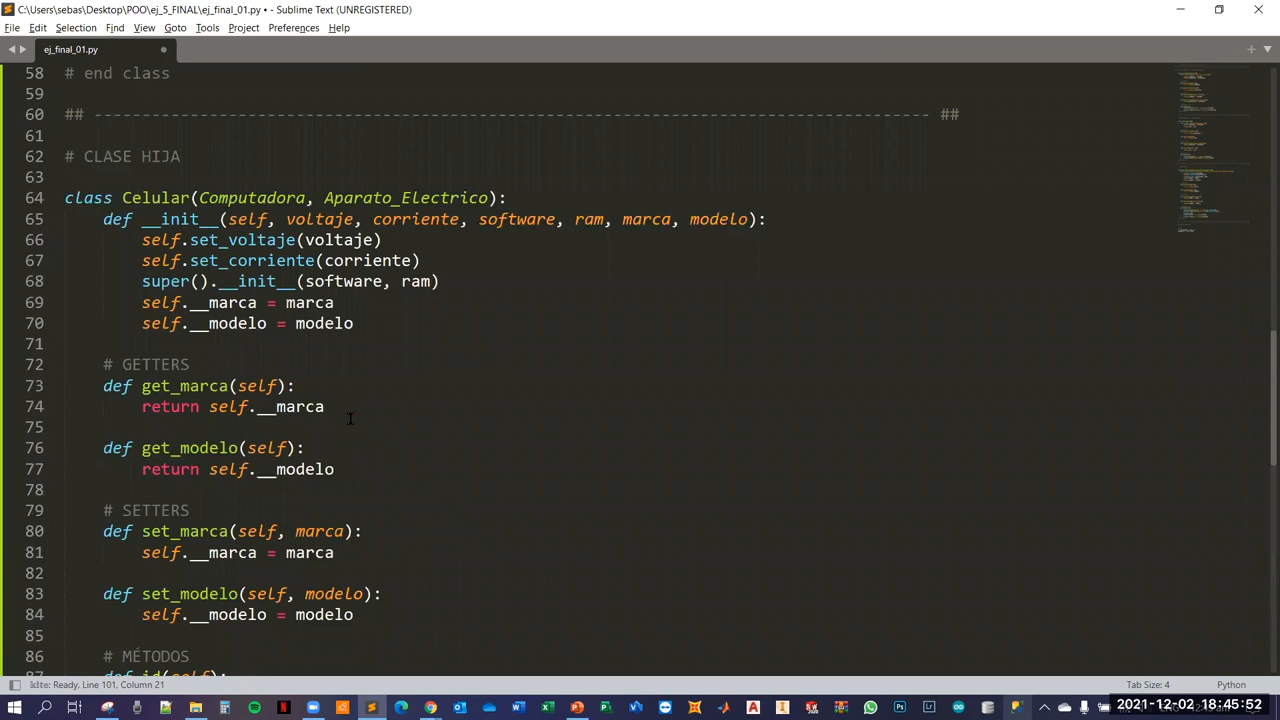 C:\Users\sebas\Desktop\POO\ej_5_FINAL\ej_final_01.py • - Sublime Text (UNREGISTERED)
File Edit Selection Find View Goto Tools Project Preferences Help
ej_final_01.py
58 # end class
59
60 ## --------------------------------------------------------------------------------------- ##
61
62 # CLASE HIJA
63
64 class Celular(Computadora, Aparato_Electrico):
65 def __init__(self, voltaje, corriente, software, ram, marca, modelo):
66 self.set_voltaje(voltaje)
67 self.set_corriente(corriente)
68 super().__init__(software, ram)
69 self.__marca = marca
70 self.__modelo = modelo
71
72 # GETTERS
73 def get_marca(self):
74 return self.__marca
75
76 def get_modelo(self):
77 return self.__modelo
78
79 # SETTERS
80 def set_marca(self, marca):
81 self.__marca = marca
82
83 def set_modelo(self, modelo):
84 self.__modelo = modelo
85
86 # MÉTODOS
87 def id(self):
Kite: Ready, Line 101, Column 21 Tab Size: 4 Python
2021-12-02 18:45:52